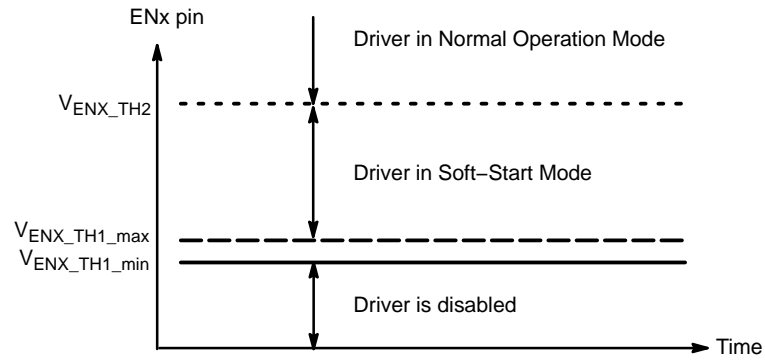 ENx pin
Driver in Normal Operation Mode
VENX_TH2
Driver in Soft−Start Mode
VENX_TH1_max
VENX_TH1_min
Driver is disabled
Time